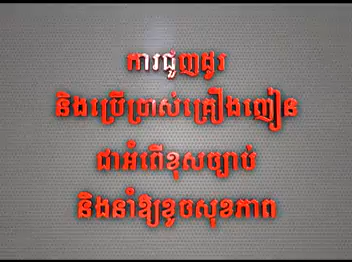 ការជួញដូរ
និងប្រើប្រាស់គ្រឿងញៀន
ជាអំពើខុសច្បាប់
និងនាំឱ្យខូចសុខភាព